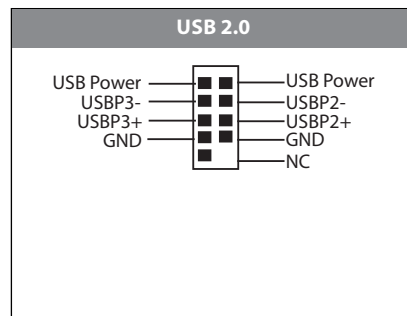 USB 2.0
USB Power USB Power
USBP3- USBP2-
USBP3+ USBP2+
GND GND
NC